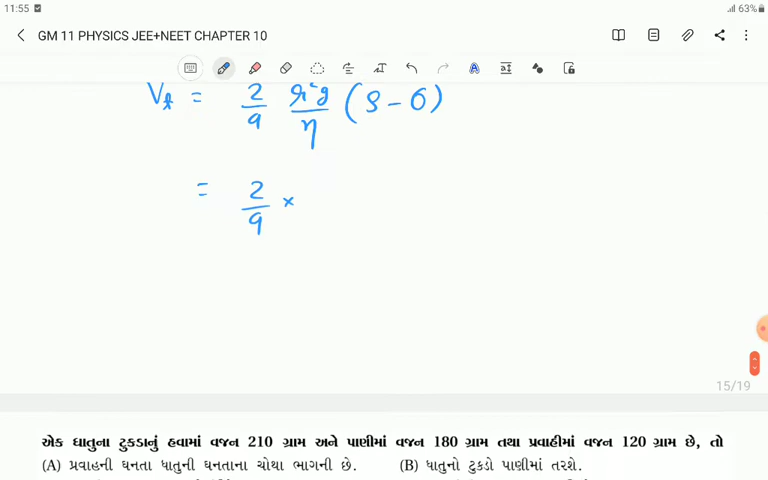 11:55 63%
GM 11 PHYSICS JEE+NEET CHAPTER 10
Vₜ = 2/9 r²g/η (ρ - σ)
= 2/9 ×
15/19
એક ધાતુના ટુકડાનું હવામાં વજન 210 ગ્રામ અને પાણીમાં વજન 180 ગ્રામ તથા પ્રવાહીમાં વજન 120 ગ્રામ છે, તો
(A) પ્રવાહની ઘનતા ધાતુની ઘનતાના ચોથા ભાગની છે. (B) ધાતુનો ટુકડો પાણીમાં તરશે.